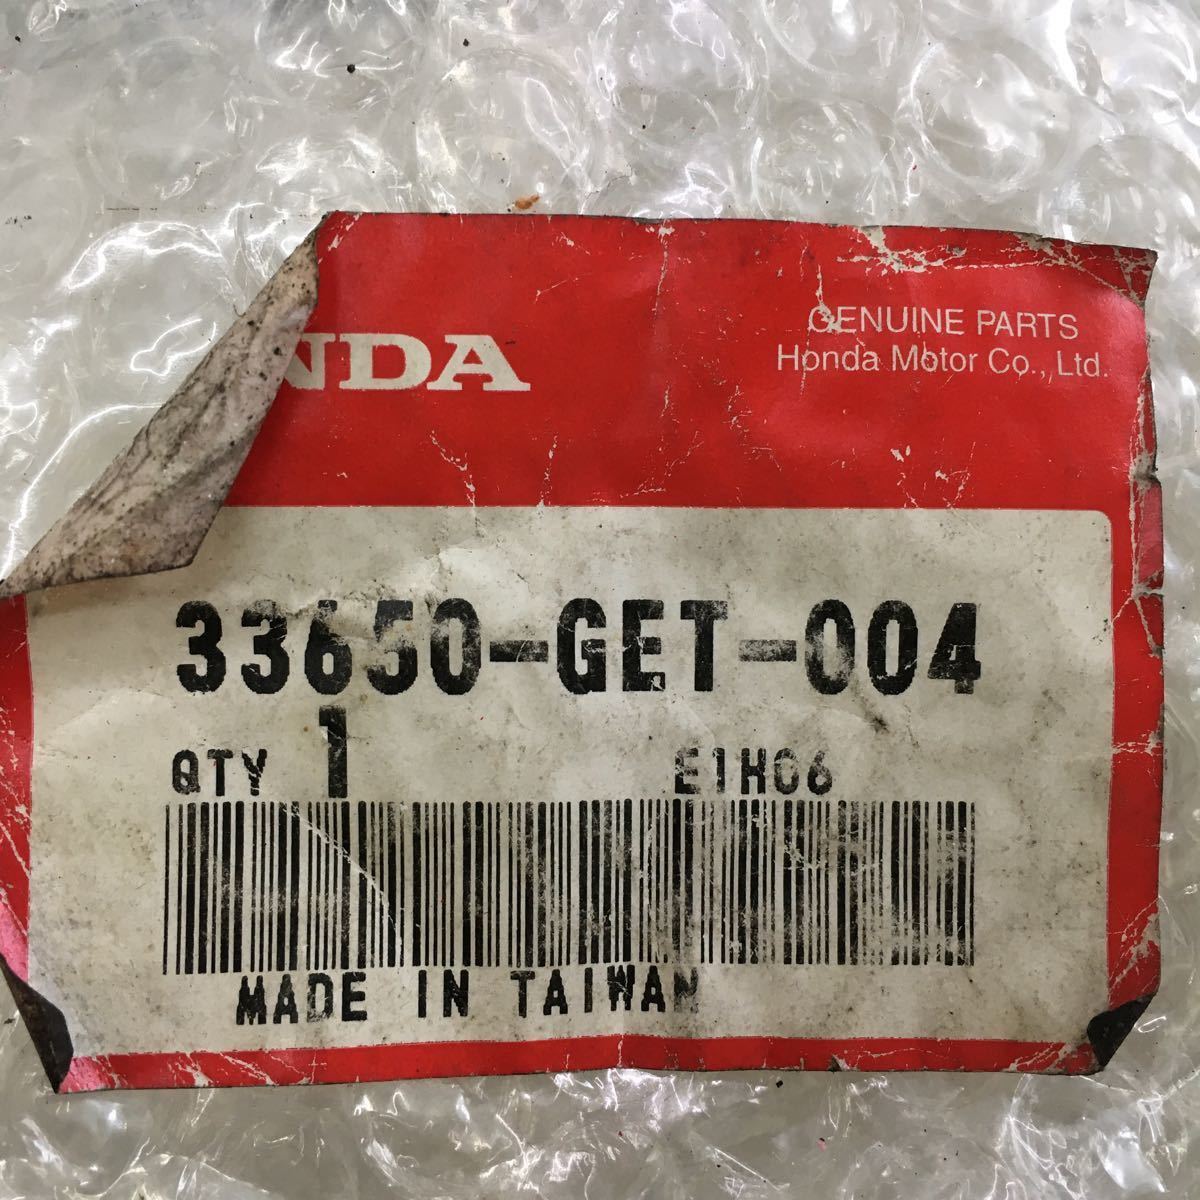 NDA
GENUINE PARTS
Honda Motor Co., Ltd.
33650-GET-004
QTY 1 E1H06
MADE IN TAIWAN